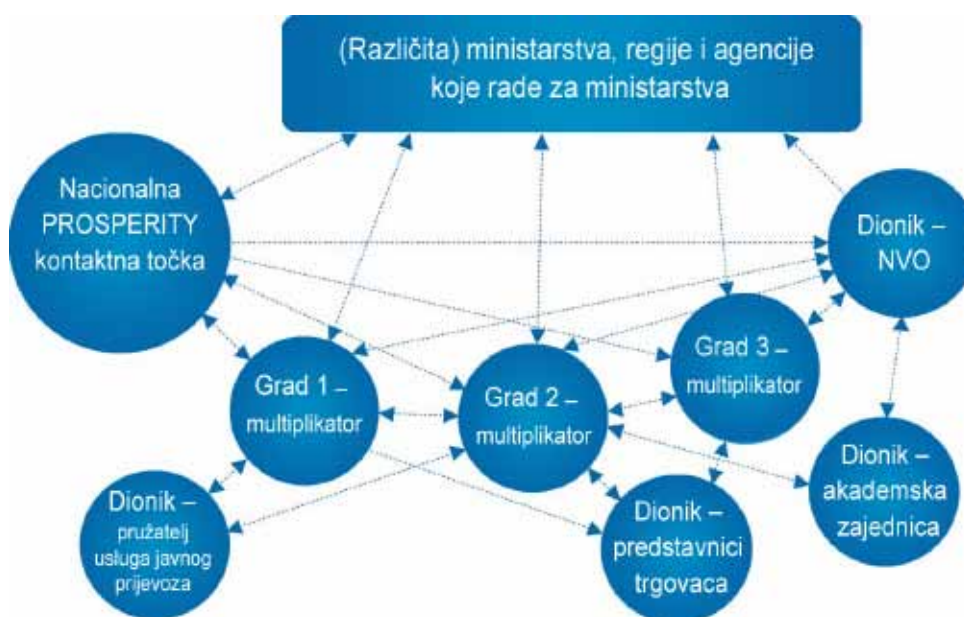 (Različita) ministarstva, regije i agencije
koje rade za ministarstva
Nacionalna
PROSPERITY
kontaktna točka
Dionik –
NVO
Grad 1 –
multiplikator
Grad 2 –
multiplikator
Grad 3 –
multiplikator
Dionik –
pružatelj
usluga javnog
prijevoza
Dionik –
predstavnici
trgovaca
Dionik –
akademska
zajednica